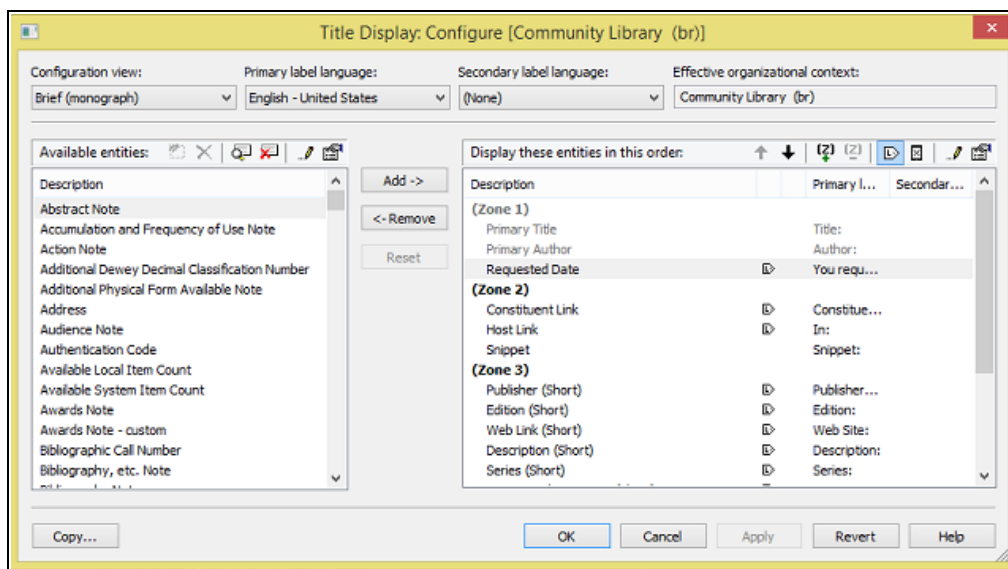 Title Display: Configure [Community Library (br)]
Configuration view: Primary label language: Secondary label language: Effective organizational context:
Brief (monograph) English - United States (None) Community Library (br)
Available entities: Display these entities in this order:
Description Add -> Description Primary l... Secondar...
Abstract Note (Zone 1)
Accumulation and Frequency of Use Note <- Remove Primary Title Title:
Action Note Primary Author Author:
Additional Dewey Decimal Classification Number Reset Requested Date You requ...
Additional Physical Form Available Note (Zone 2)
Address Constituent Link Constitue...
Audience Note Host Link In:
Authentication Code Snippet Snippet:
Available Local Item Count (Zone 3)
Available System Item Count Publisher (Short) Publisher...
Awards Note Edition (Short) Edition:
Awards Note - custom Web Link (Short) Web Site:
Bibliographic Call Number Description (Short) Description:
Bibliography, etc. Note Series (Short) Series:
Copy... OK Cancel Apply Revert Help